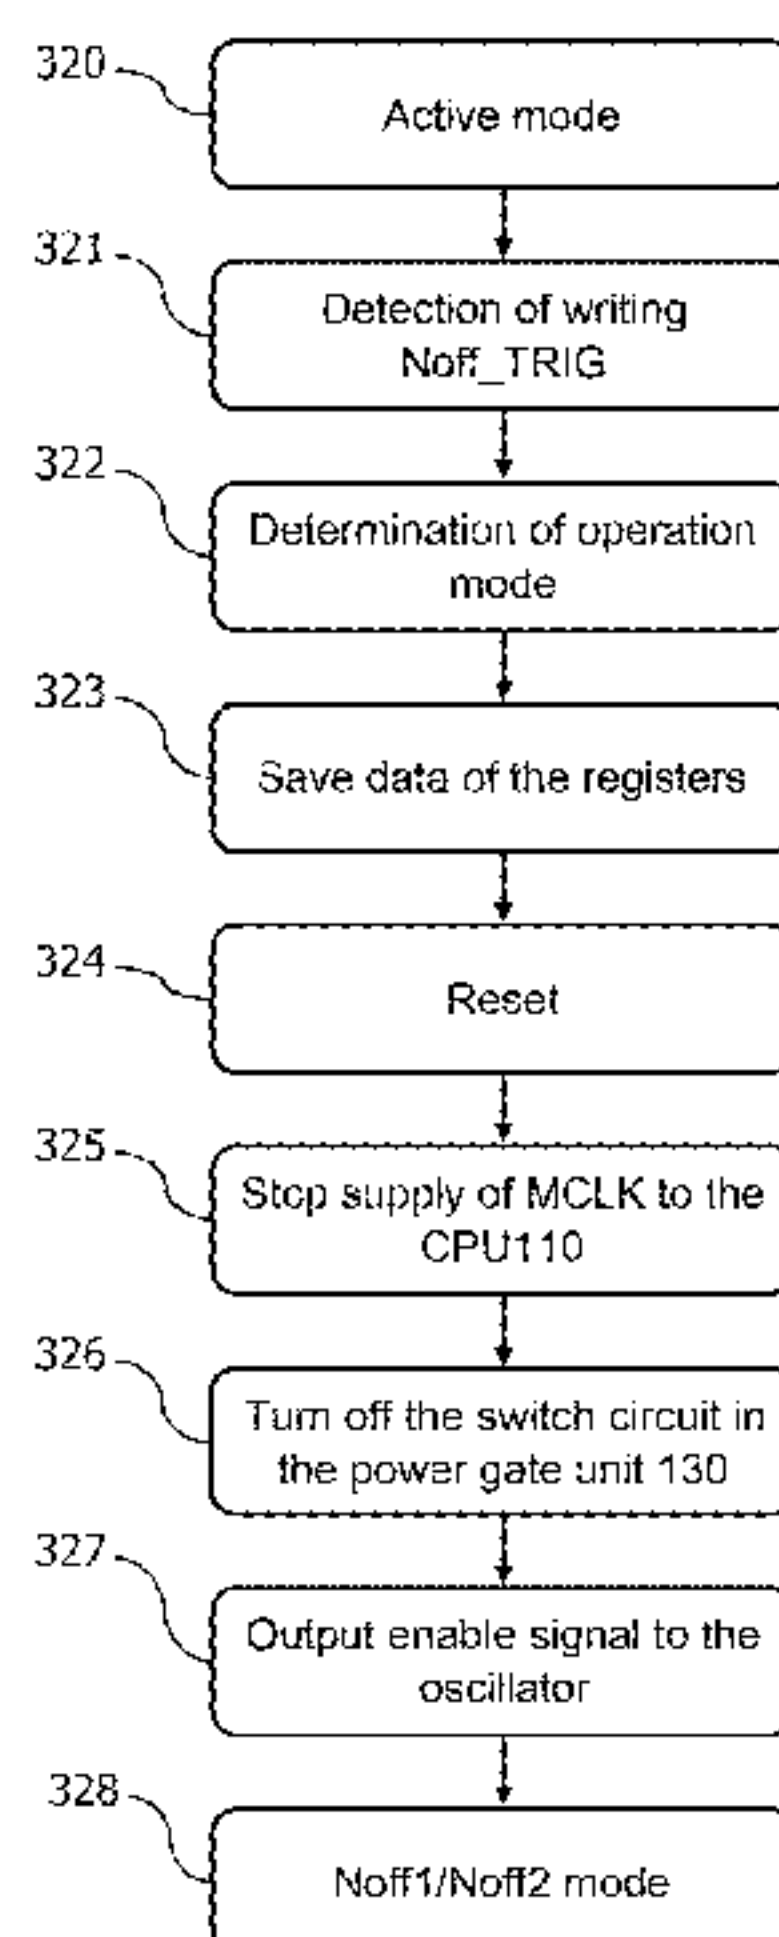 320
Active mode
321
Detection of writing
Noff_TRIG
322
Determination of operation
mode
323
Save data of the registers
324
Reset
325
Stop supply of MCLK to the
CPU110
326
Turn off the switch circuit in
the power gate unit 130
327
Output enable signal to the
oscillator
328
Noff1/Noff2 mode